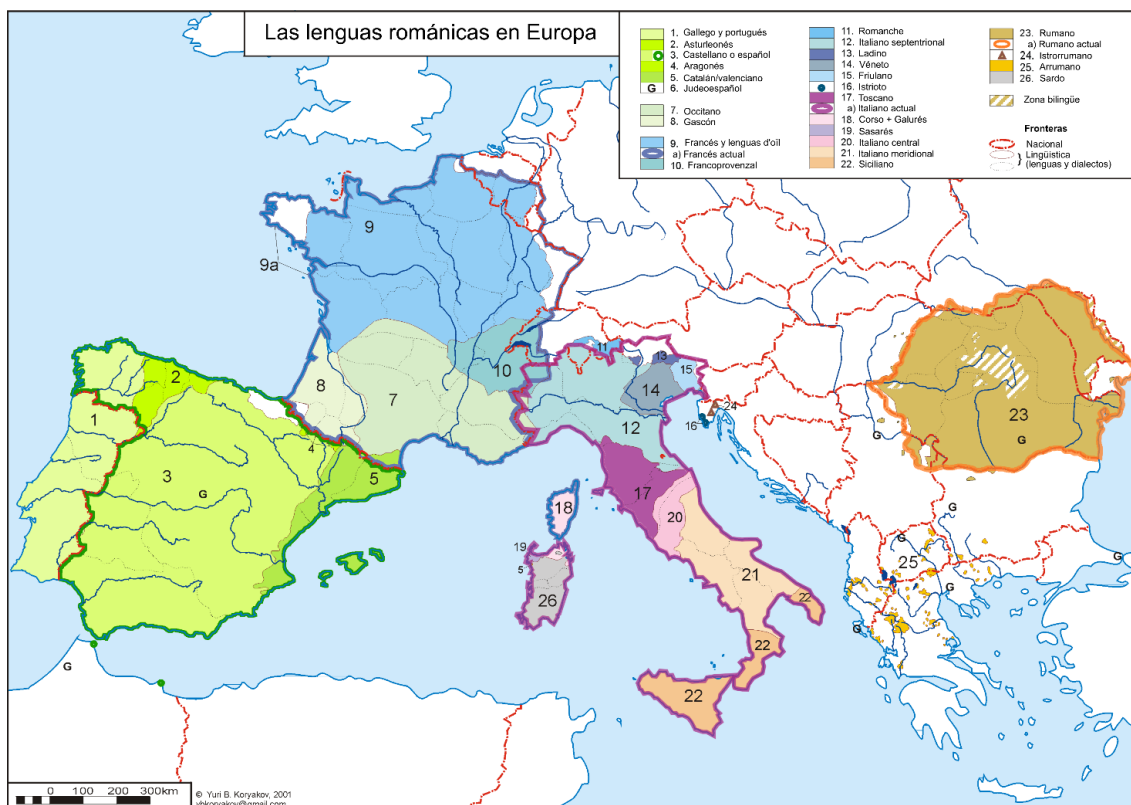 Las lenguas románicas en Europa
1. Gallego y portugués
2. Asturleonés
3. Castellano o español
4. Aragonés
5. Catalán/valenciano
G 6. Judeoespañol
7. Occitano
8. Gascón
9. Francés y lenguas d'oïl
a) Francés actual
10. Francoprovenzal
11. Romanche
12. Italiano septentrional
13. Ladino
14. Véneto
15. Friulano
16. Istrioto
17. Toscano
a) Italiano actual
18. Corso + Galurés
19. Sasarés
20. Italiano central
21. Italiano meridional
22. Siciliano
23. Rumano
a) Rumano actual
24. Istrorrumano
25. Arrumano
26. Sardo
Zona bilingüe
Fronteras
Nacional
Lingüística
(lenguas y dialectos)
9
9a
2
1
3
G
4
5
8
7
10
11
13
15
14
12
16
24
17
20
18
19
5
26
21
22
22
22
23
G
G
G
G
25
G
G
G
G
0 100 200 300km
© Yuri B. Koryakov, 2001
ybkoryakov@gmail.com